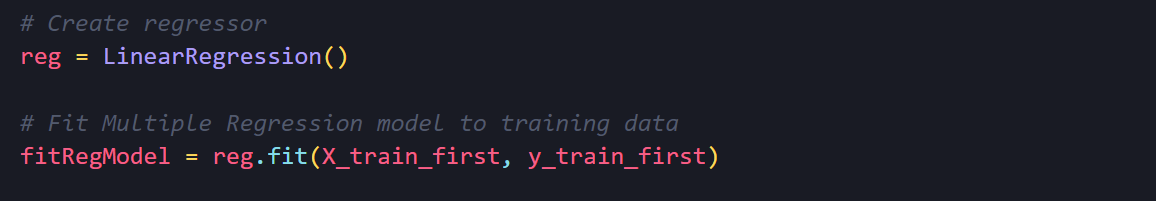 # Create regressor
reg = LinearRegression()
# Fit Multiple Regression model to training data
fitRegModel = reg.fit(X_train_first, y_train_first)